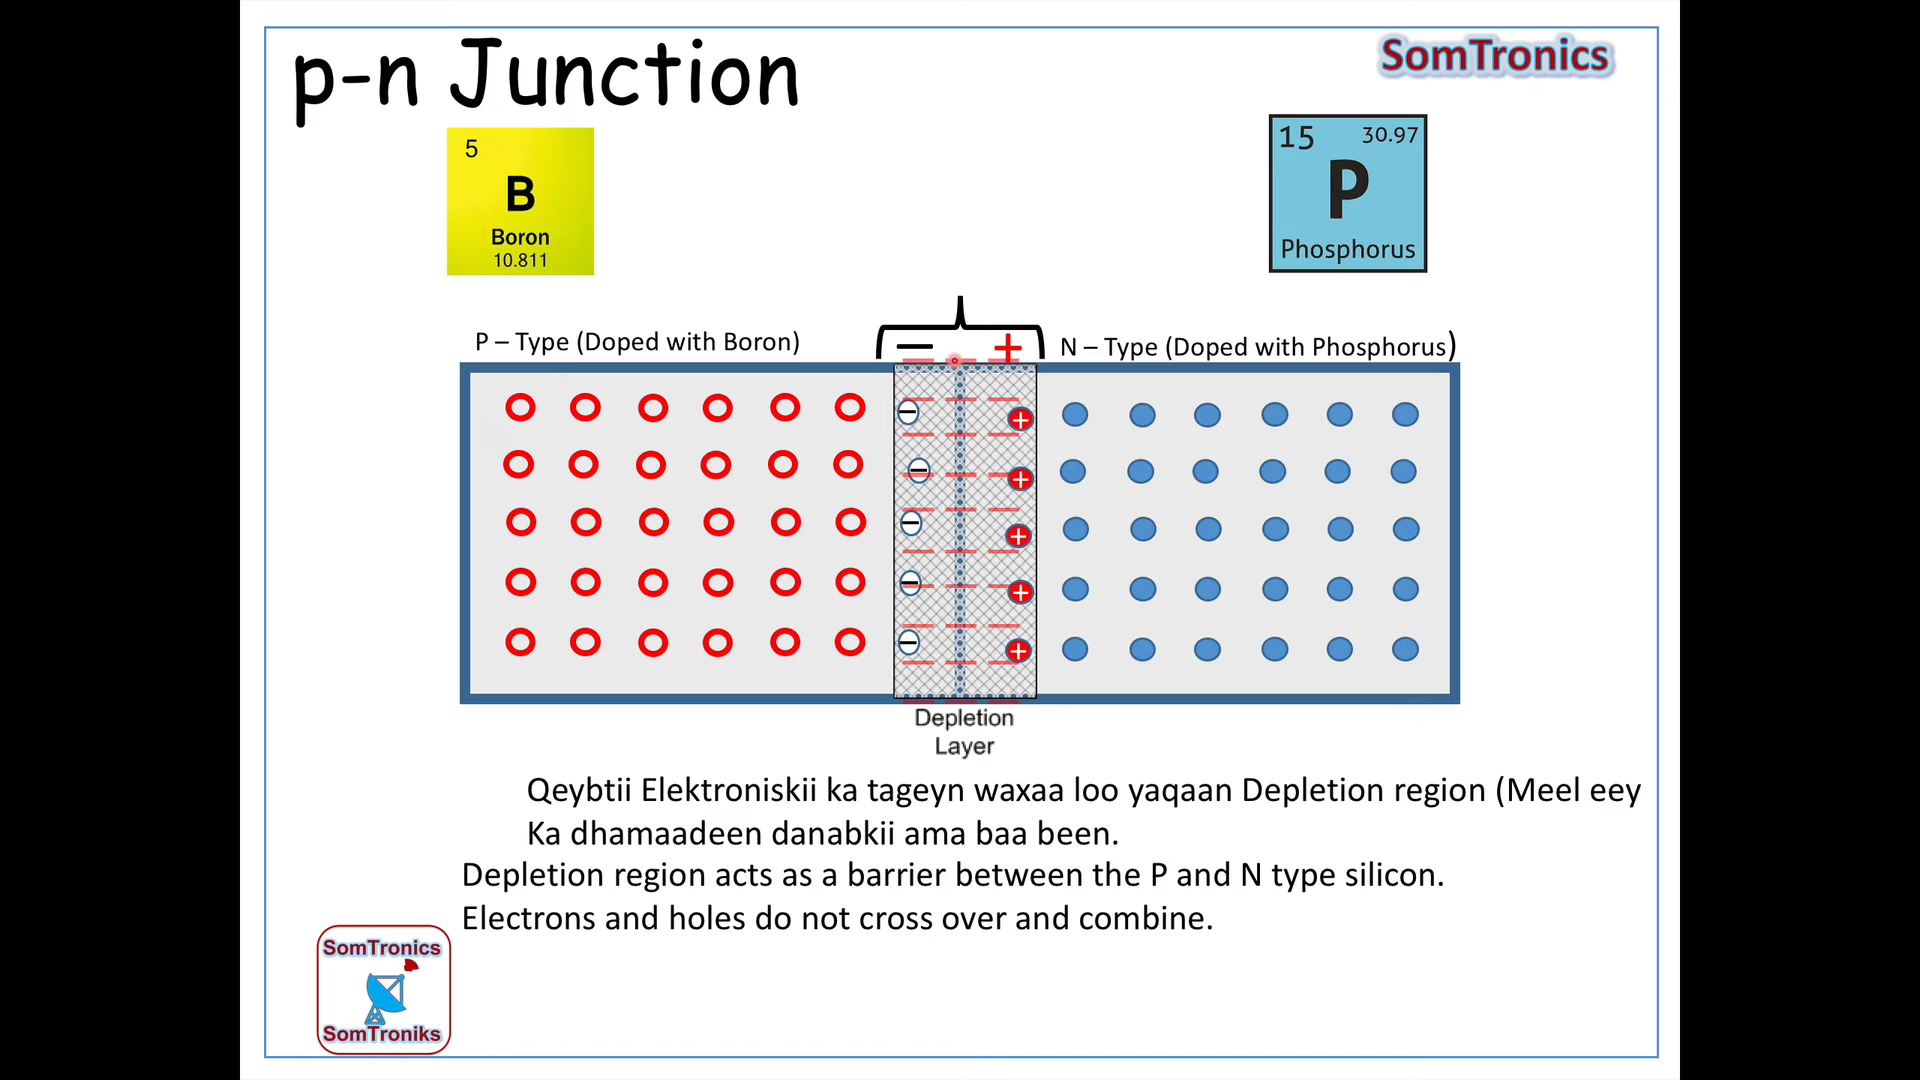 p-n Junction
SomTronics
5
B
Boron
10.811
15 30.97
P
Phosphorus
P – Type (Doped with Boron)
N – Type (Doped with Phosphorus)
Depletion
Layer
Qeybtii Elektroniskii ka tageyn waxaa loo yaqaan Depletion region (Meel eey
Ka dhamaadeen danabkii ama baa been.
Depletion region acts as a barrier between the P and N type silicon.
Electrons and holes do not cross over and combine.
SomTronics
SomTroniks